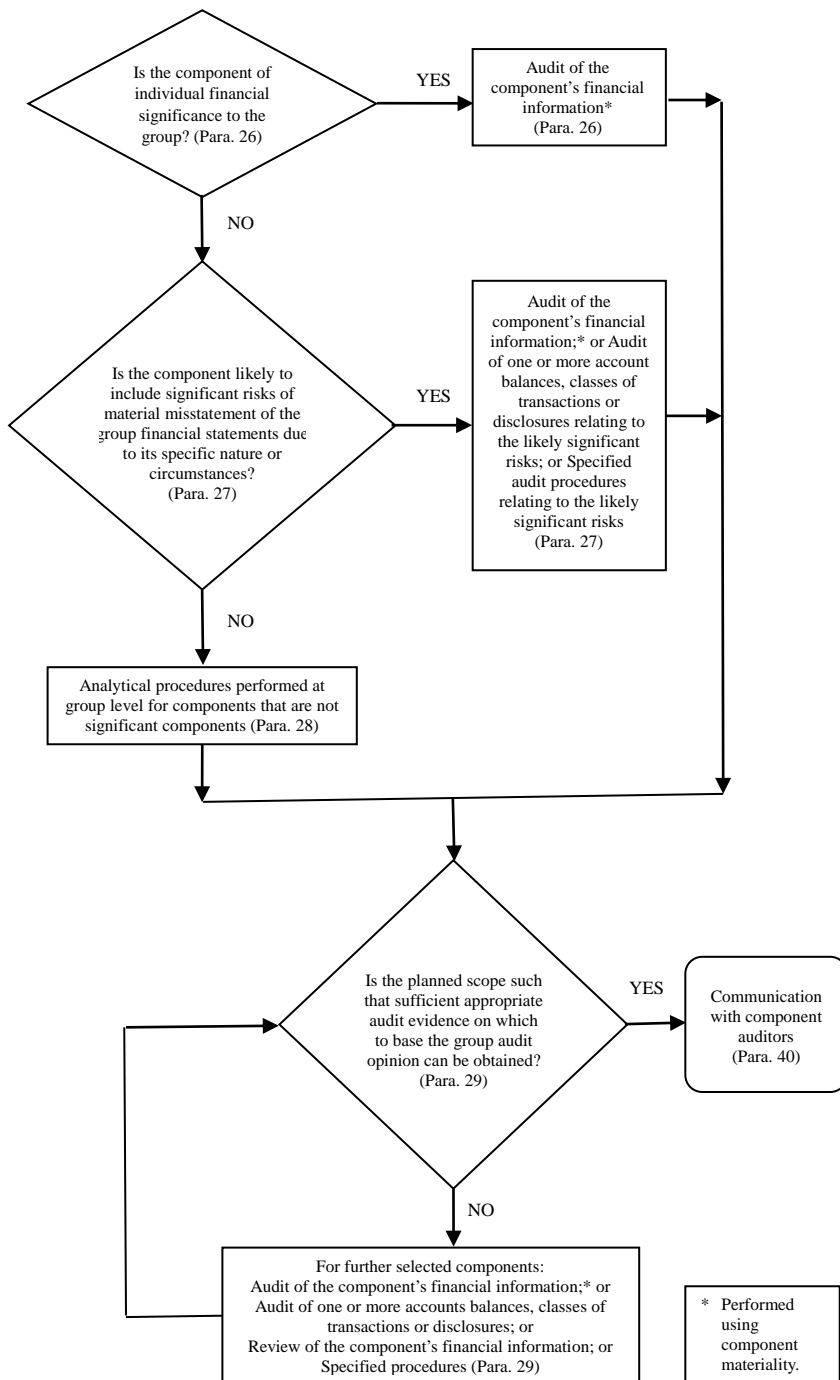 Is the component of
individual financial
significance to the
group? (Para. 26)
YES
Audit of the
component’s financial
information*
(Para. 26)
NO
Is the component likely to
include significant risks of
material misstatement of the
group financial statements due
to its specific nature or
circumstances?
(Para. 27)
YES
Audit of the
component’s financial
information;* or Audit
of one or more account
balances, classes of
transactions or
disclosures relating to
the likely significant
risks; or Specified
audit procedures
relating to the likely
significant risks
(Para. 27)
NO
Analytical procedures performed at
group level for components that are not
significant components (Para. 28)
Is the planned scope such
that sufficient appropriate
audit evidence on which
to base the group audit
opinion can be obtained?
(Para. 29)
YES
Communication
with component
auditors
(Para. 40)
NO
For further selected components:
Audit of the component’s financial information;* or
Audit of one or more accounts balances, classes of
transactions or disclosures; or
Review of the component’s financial information; or
Specified procedures (Para. 29)
* Performed
using
component
materiality.